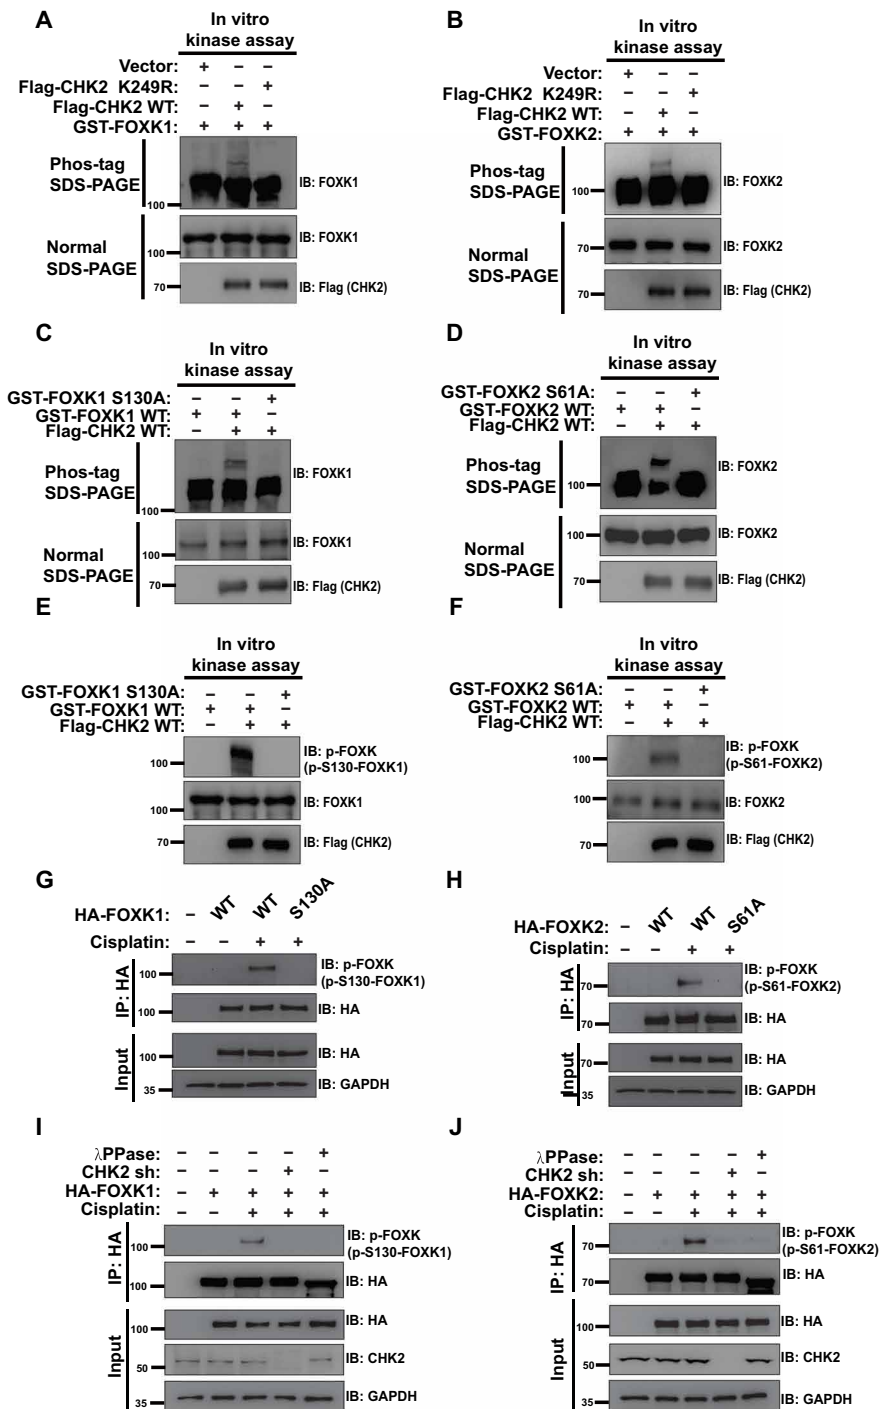 A
In vitro
kinase assay
Vector: + – –
Flag-CHK2 K249R: – – +
Flag-CHK2 WT: – + –
GST-FOXK1: + + +
Phos-tag
SDS-PAGE
100
IB: FOXK1
Normal
SDS-PAGE
100
IB: FOXK1
70
IB: Flag (CHK2)
B
In vitro
kinase assay
Vector: + – –
Flag-CHK2 K249R: – – +
Flag-CHK2 WT: – + –
GST-FOXK2: + + +
Phos-tag
SDS-PAGE
100
IB: FOXK2
Normal
SDS-PAGE
70
IB: FOXK2
70
IB: Flag (CHK2)
C
In vitro
kinase assay
GST-FOXK1 S130A: – – +
GST-FOXK1 WT: + + –
Flag-CHK2 WT: – + +
Phos-tag
SDS-PAGE
100
IB: FOXK1
Normal
SDS-PAGE
100
IB: FOXK1
70
IB: Flag (CHK2)
D
In vitro
kinase assay
GST-FOXK2 S61A: – – +
GST-FOXK2 WT: + + –
Flag-CHK2 WT: – + +
Phos-tag
SDS-PAGE
100
IB: FOXK2
Normal
SDS-PAGE
100
IB: FOXK2
70
IB: Flag (CHK2)
E
In vitro
kinase assay
GST-FOXK1 S130A: – – +
GST-FOXK1 WT: + + –
Flag-CHK2 WT: – + +
100
IB: p-FOXK
(p-S130-FOXK1)
100
IB: FOXK1
70
IB: Flag (CHK2)
F
In vitro
kinase assay
GST-FOXK2 S61A: – – +
GST-FOXK2 WT: + + –
Flag-CHK2 WT: – + +
100
IB: p-FOXK
(p-S61-FOXK2)
100
IB: FOXK2
70
IB: Flag (CHK2)
G
HA-FOXK1: – WT WT S130A
Cisplatin: – – + +
IP: HA
100
IB: p-FOXK
(p-S130-FOXK1)
100
IB: HA
Input
100
IB: HA
35
IB: GAPDH
H
HA-FOXK2: – WT WT S61A
Cisplatin: – – + +
IP: HA
70
IB: p-FOXK
(p-S61-FOXK2)
70
IB: HA
Input
70
IB: HA
35
IB: GAPDH
I
λPPase: – – – – +
CHK2 sh: – – – + –
HA-FOXK1: – + + + +
Cisplatin: – – + + +
IP: HA
100
IB: p-FOXK
(p-S130-FOXK1)
100
IB: HA
Input
100
IB: HA
50
IB: CHK2
35
IB: GAPDH
J
λPPase: – – – – +
CHK2 sh: – – – + –
HA-FOXK2: – + + + +
Cisplatin: – – + + +
IP: HA
70
IB: p-FOXK
(p-S61-FOXK2)
70
IB: HA
Input
100
IB: HA
50
IB: CHK2
35
IB: GAPDH